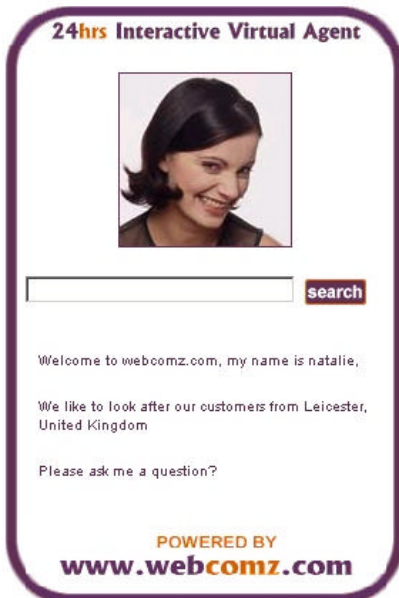 24hrs Interactive Virtual Agent
search
Welcome to webcomz.com, my name is natalie,
We like to look after our customers from Leicester,
United Kingdom
Please ask me a question?
POWERED BY
www.webcomz.com